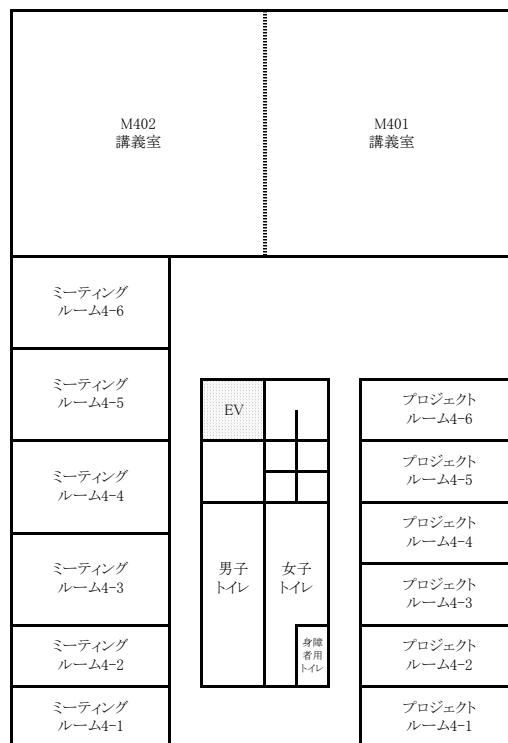 M402
講義室
M401
講義室
ミーティング
ルーム4-6
ミーティング
ルーム4-5
ミーティング
ルーム4-4
ミーティング
ルーム4-3
ミーティング
ルーム4-2
ミーティング
ルーム4-1
EV
男子
トイレ
女子
トイレ
身障
者用
トイレ
プロジェクト
ルーム4-6
プロジェクト
ルーム4-5
プロジェクト
ルーム4-4
プロジェクト
ルーム4-3
プロジェクト
ルーム4-2
プロジェクト
ルーム4-1